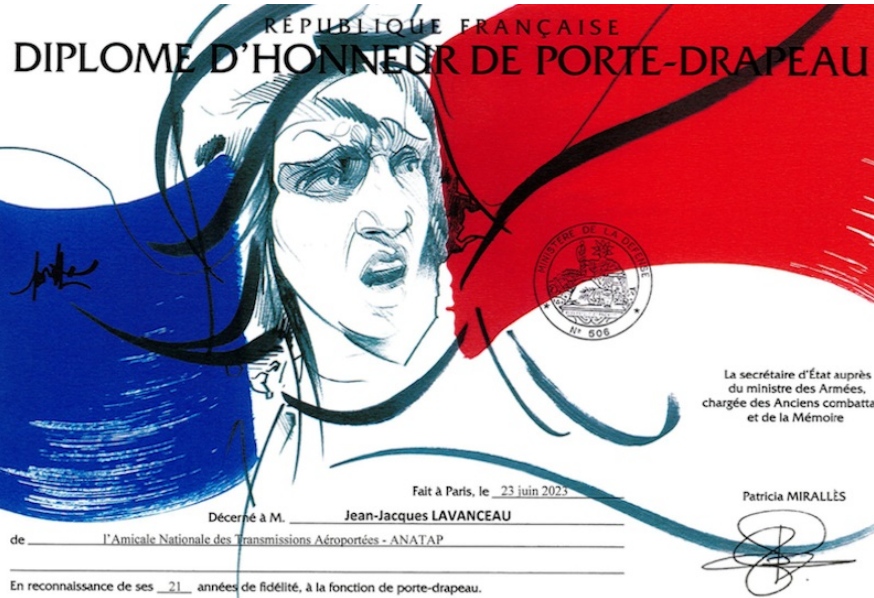 RÉPUBLIQUE FRANÇAISE
DIPLOME D'HONNEUR DE PORTE-DRAPEAU
MINISTÈRE DE LA DÉFENSE
N° 506
La secrétaire d'État auprès
du ministre des Armées,
chargée des Anciens combatta
et de la Mémoire
Fait à Paris, le 23 juin 2023
Patricia MIRALLÈS
Décerné à M. Jean-Jacques LAVANCEAU
de l'Amicale Nationale des Transmissions Aéroportées - ANATAP
En reconnaissance de ses 21 années de fidélité, à la fonction de porte-drapeau.